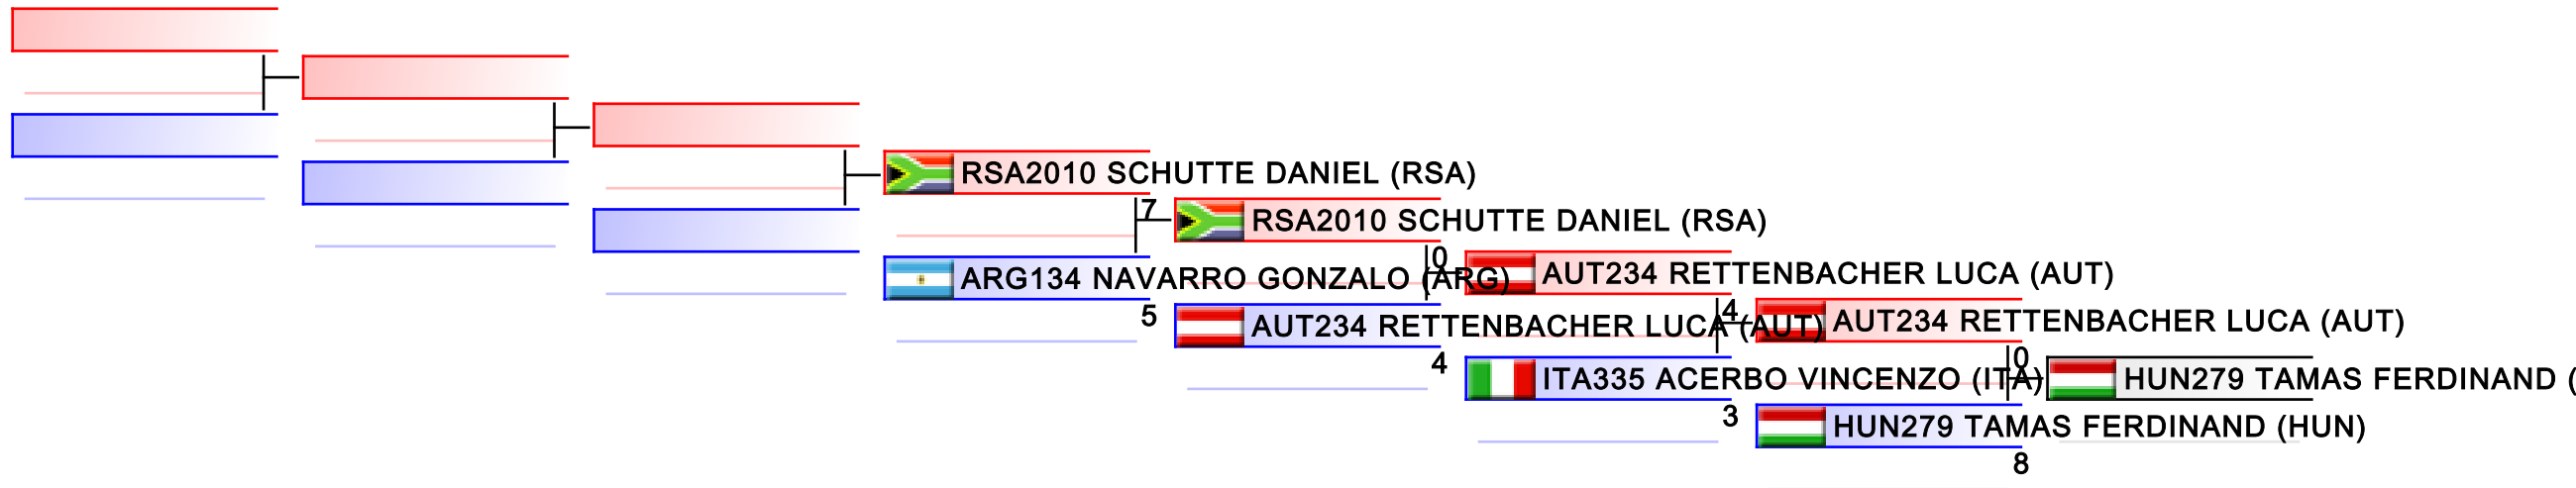 RSA2010 SCHUTTE DANIEL (RSA)
7
RSA2010 SCHUTTE DANIEL (RSA)
ARG134 NAVARRO GONZALO (ARG)
5
0
AUT234 RETTENBACHER LUCA (AUT)
AUT234 RETTENBACHER LUCA (AUT)
4
4
AUT234 RETTENBACHER LUCA (AUT)
ITA335 ACERBO VINCENZO (ITA)
3
0
HUN279 TAMAS FERDINAND (
HUN279 TAMAS FERDINAND (HUN)
8